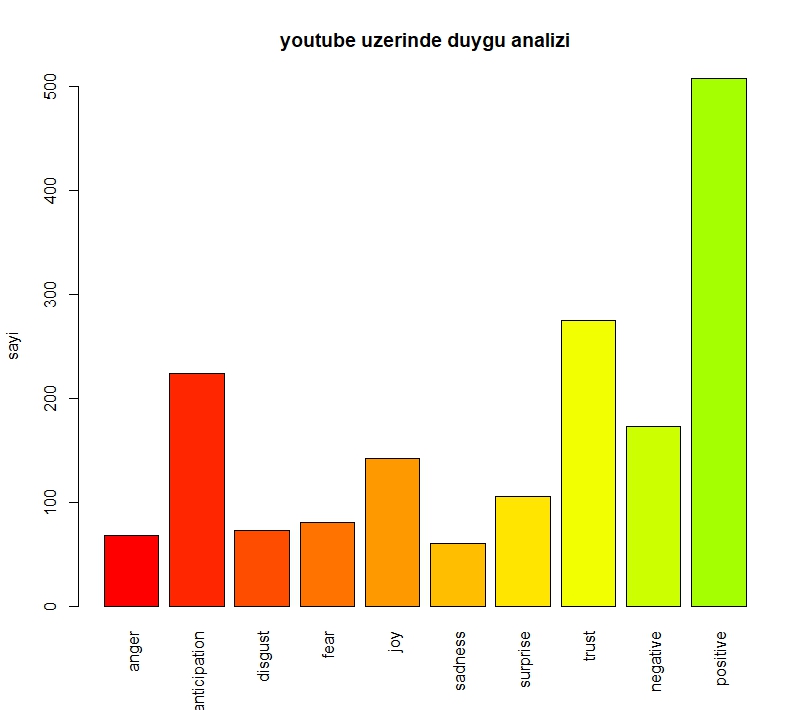 youtube uzerinde duygu analizi
500
400
300
200
100
0
sayi
anger
anticipation
disgust
fear
joy
sadness
surprise
trust
negative
positive